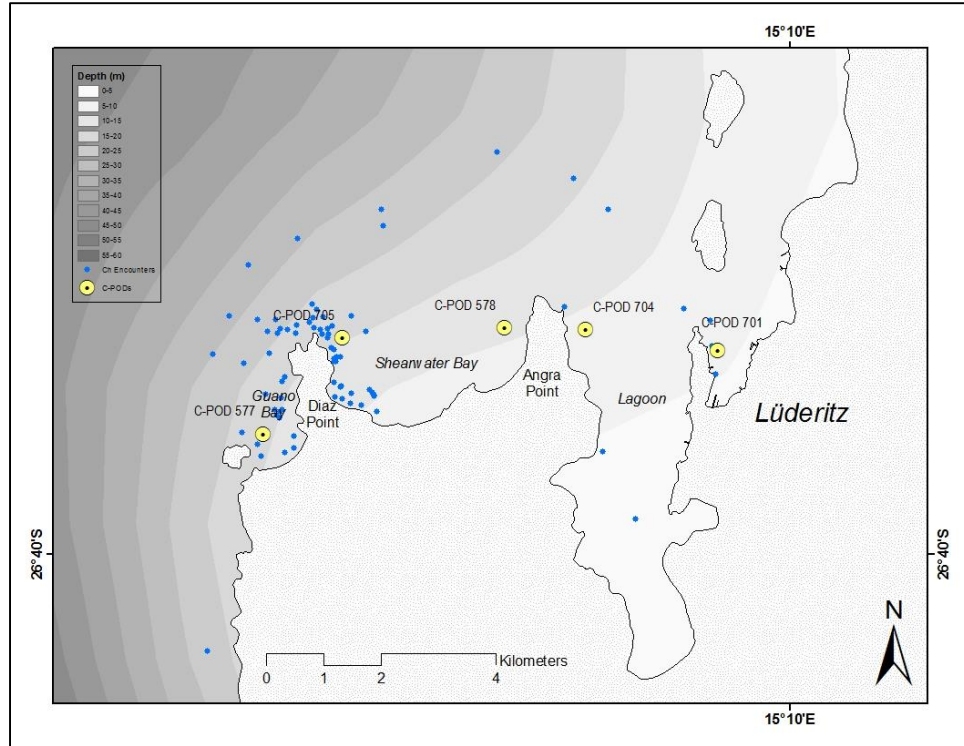 15°10'E
Depth (m)
0-5
5-10
10-15
15-20
20-25
25-30
30-35
35-40
40-45
45-50
50-55
55-60
Ch Encounters
C-PODs
C-POD 705
C-POD 578
C-POD 704
C-POD 701
Shearwater Bay
Angra
Point
Guano
Bay
Diaz
Point
C-POD 577
Lagoon
Lüderitz
26°40'S
26°40'S
N
Kilometers
0 1 2 4
15°10'E